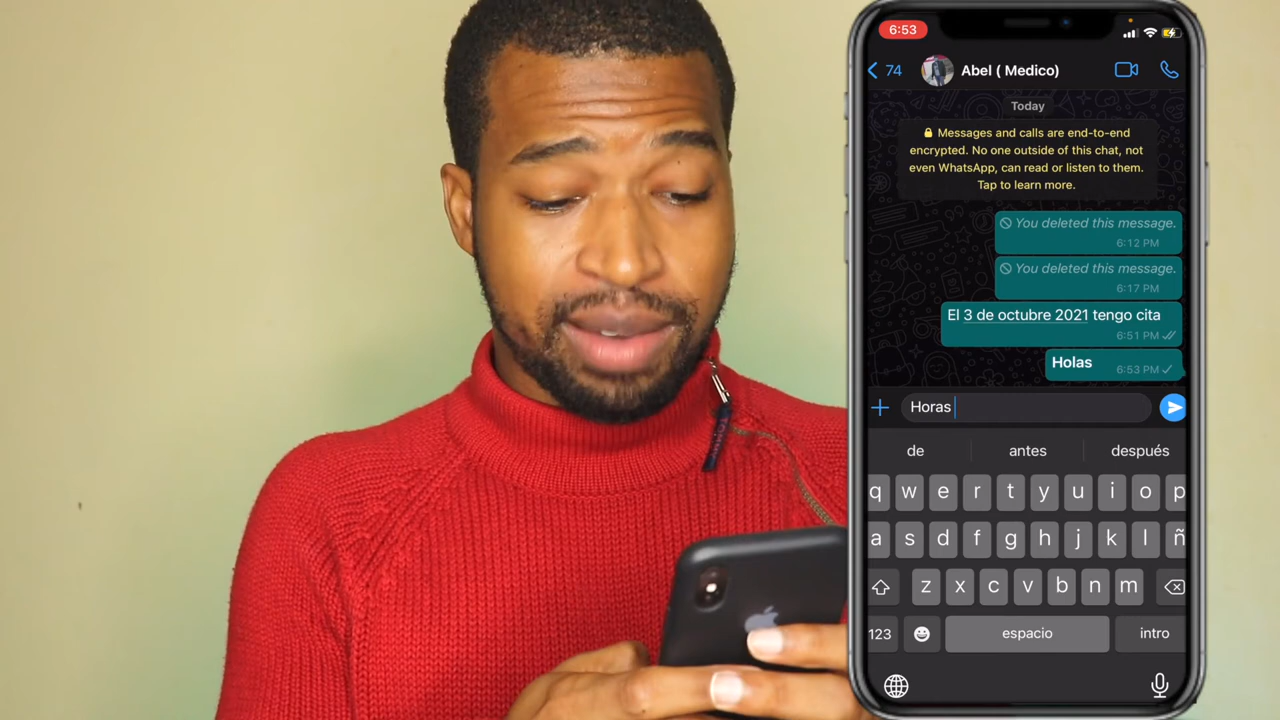 6:53
74
Abel ( Medico)
Today
Messages and calls are end-to-end
encrypted. No one outside of this chat, not
even WhatsApp, can read or listen to them.
Tap to learn more.
You deleted this message.
6:12 PM
You deleted this message.
6:17 PM
El 3 de octubre 2021 tengo cita
6:51 PM
Holas
6:53 PM
Horas
de antes después
q w e r t y u i o p
a s d f g h j k l ñ
z x c v b n m
123 espacio intro